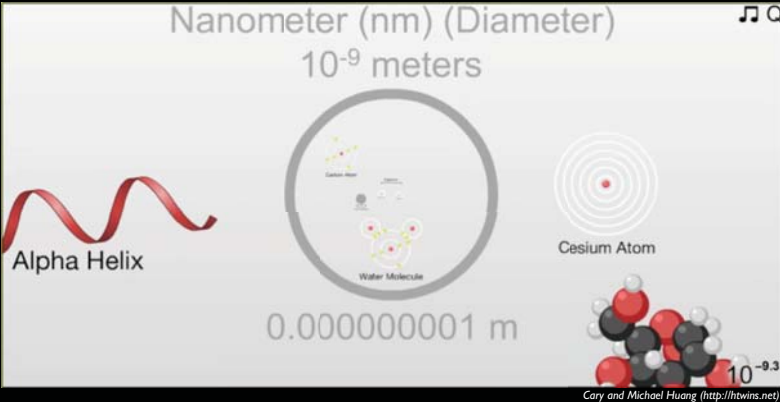 Nanometer (nm) (Diameter)
10⁻⁹ meters
Carbon Atom
Water Molecule
Alpha Helix
Cesium Atom
0.000000001 m
10⁻⁹·³
Cary and Michael Huang (http://htwins.net)